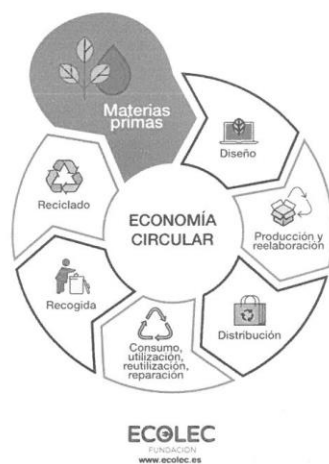 Materias
primas
Diseño
Producción y
reelaboración
Distribución
Consumo,
utilización,
reutilización,
reparación
Recogida
Reciclado
ECONOMÍA
CIRCULAR
ECOLEC
FUNDACIÓN
www.ecolec.es